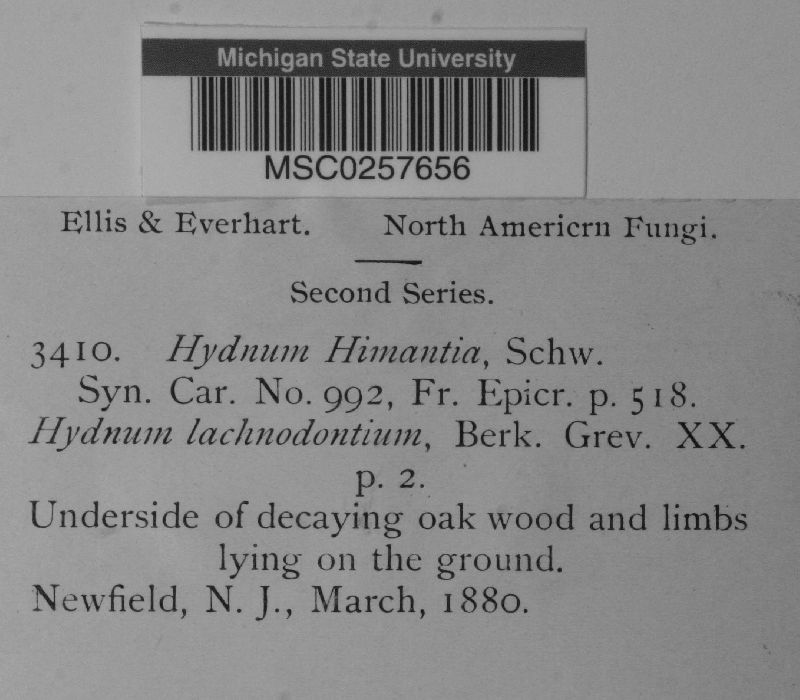 Michigan State University
MSC0257656
Ellis & Everhart. North Americrn Fungi.
Second Series.
3410. Hydnum Himantia, Schw.
Syn. Car. No. 992, Fr. Epicr. p. 518.
Hydnum lachnodontium, Berk. Grev. XX.
p. 2.
Underside of decaying oak wood and limbs
lying on the ground.
Newfield, N. J., March, 1880.